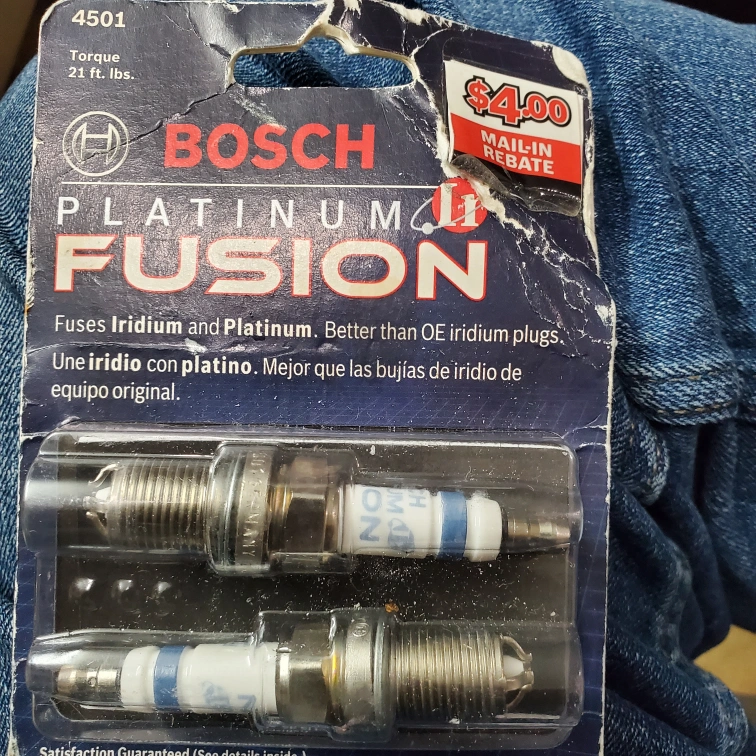 4501
Torque
21 ft. lbs.
$4.00
MAIL-IN
REBATE
BOSCH
PLATINUM Ir
FUSION
Fuses Iridium and Platinum. Better than OE iridium plugs.
Une iridio con platino. Mejor que las bujías de iridio de
equipo original.
ON
Satisfaction Guaranteed (See details inside.)